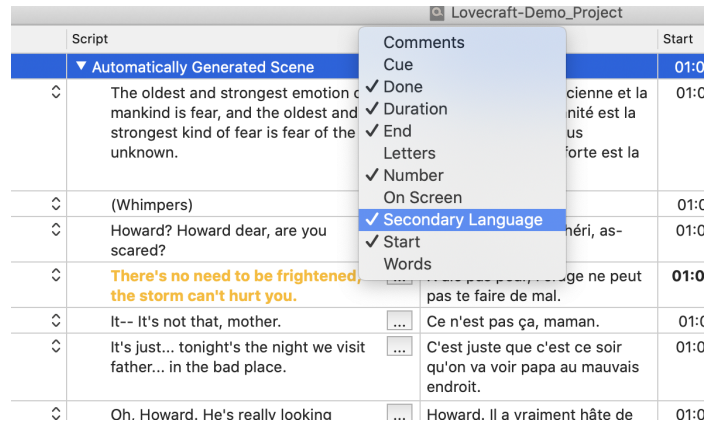 Lovecraft-Demo_Project
Script
Start
Comments
Cue
Done
Duration
End
Letters
Number
On Screen
Secondary Language
Start
Words
Automatically Generated Scene
01:0
The oldest and strongest emotion
mankind is fear, and the oldest and
strongest kind of fear is fear of the
unknown.
cienne et la
nité est la
us
forte est la
01:0
(Whimpers)
01:0
Howard? Howard dear, are you
scared?
héri, as-
01:0
There's no need to be frightened,
the storm can't hurt you.
...
ne peut
pas te faire de mal.
01:0
It-- It's not that, mother.
...
Ce n'est pas ça, maman.
01:0
It's just... tonight's the night we visit
father... in the bad place.
...
C'est juste que c'est ce soir
qu'on va voir papa au mauvais
endroit.
01:0
Oh, Howard. He's really looking
...
Howard. Il a vraiment hâte de
01:0